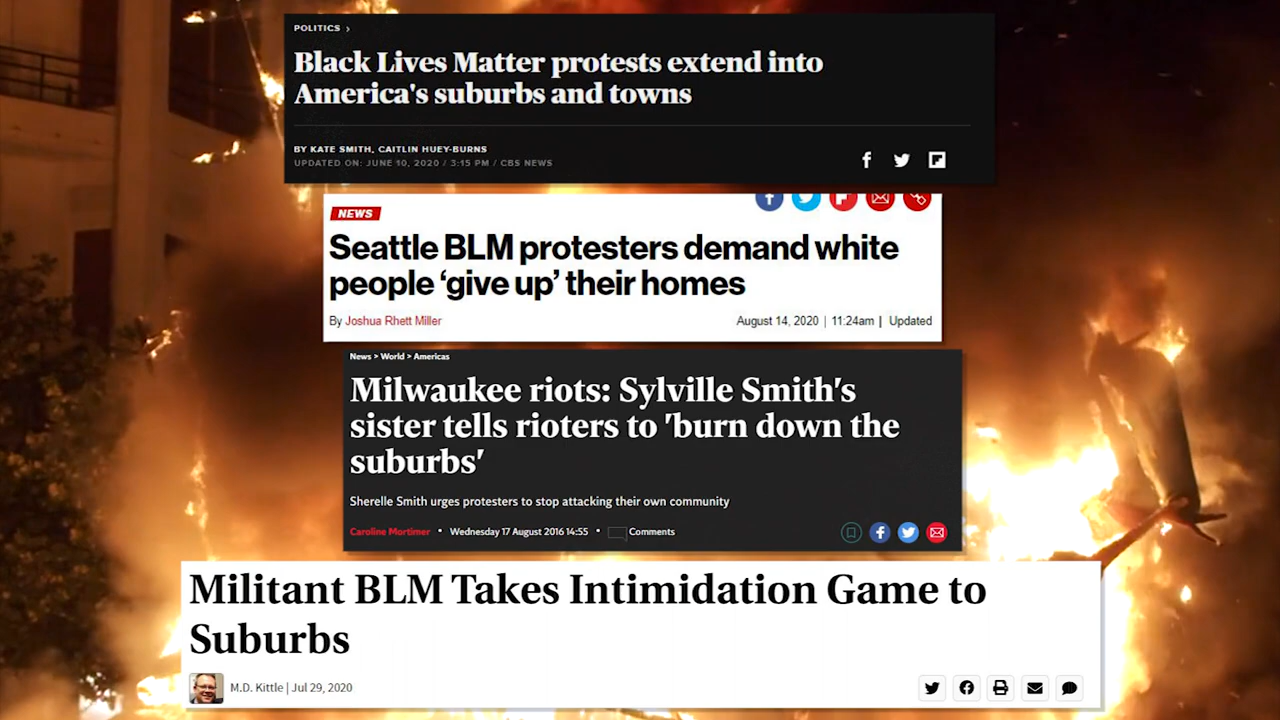 POLITICS ›
Black Lives Matter protests extend into
America's suburbs and towns
BY KATE SMITH, CAITLIN HUEY-BURNS
UPDATED ON: JUNE 10, 2020 / 3:15 PM / CBS NEWS
NEWS
Seattle BLM protesters demand white
people ‘give up’ their homes
By Joshua Rhett Miller
August 14, 2020 | 11:24am | Updated
News > World > Americas
Milwaukee riots: Sylville Smith's
sister tells rioters to 'burn down the
suburbs'
Sherelle Smith urges protesters to stop attacking their own community
Caroline Mortimer • Wednesday 17 August 2016 14:55 • Comments
Militant BLM Takes Intimidation Game to
Suburbs
M.D. Kittle | Jul 29, 2020